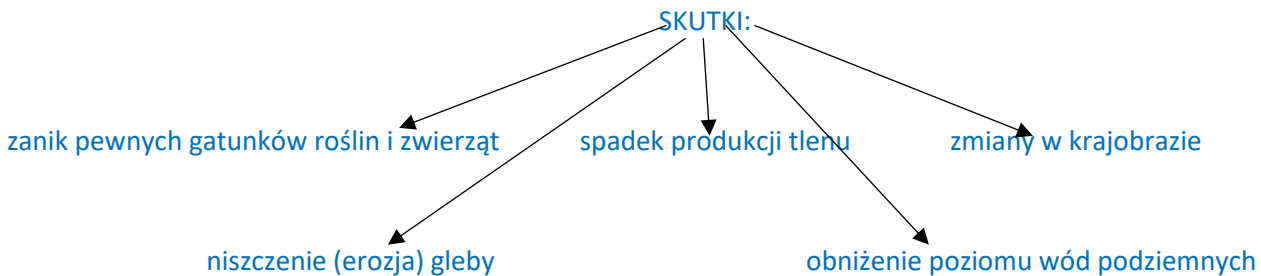 SKUTKI:
zanik pewnych gatunków roślin i zwierząt
spadek produkcji tlenu
zmiany w krajobrazie
niszczenie (erozja) gleby
obniżenie poziomu wód podziemnych